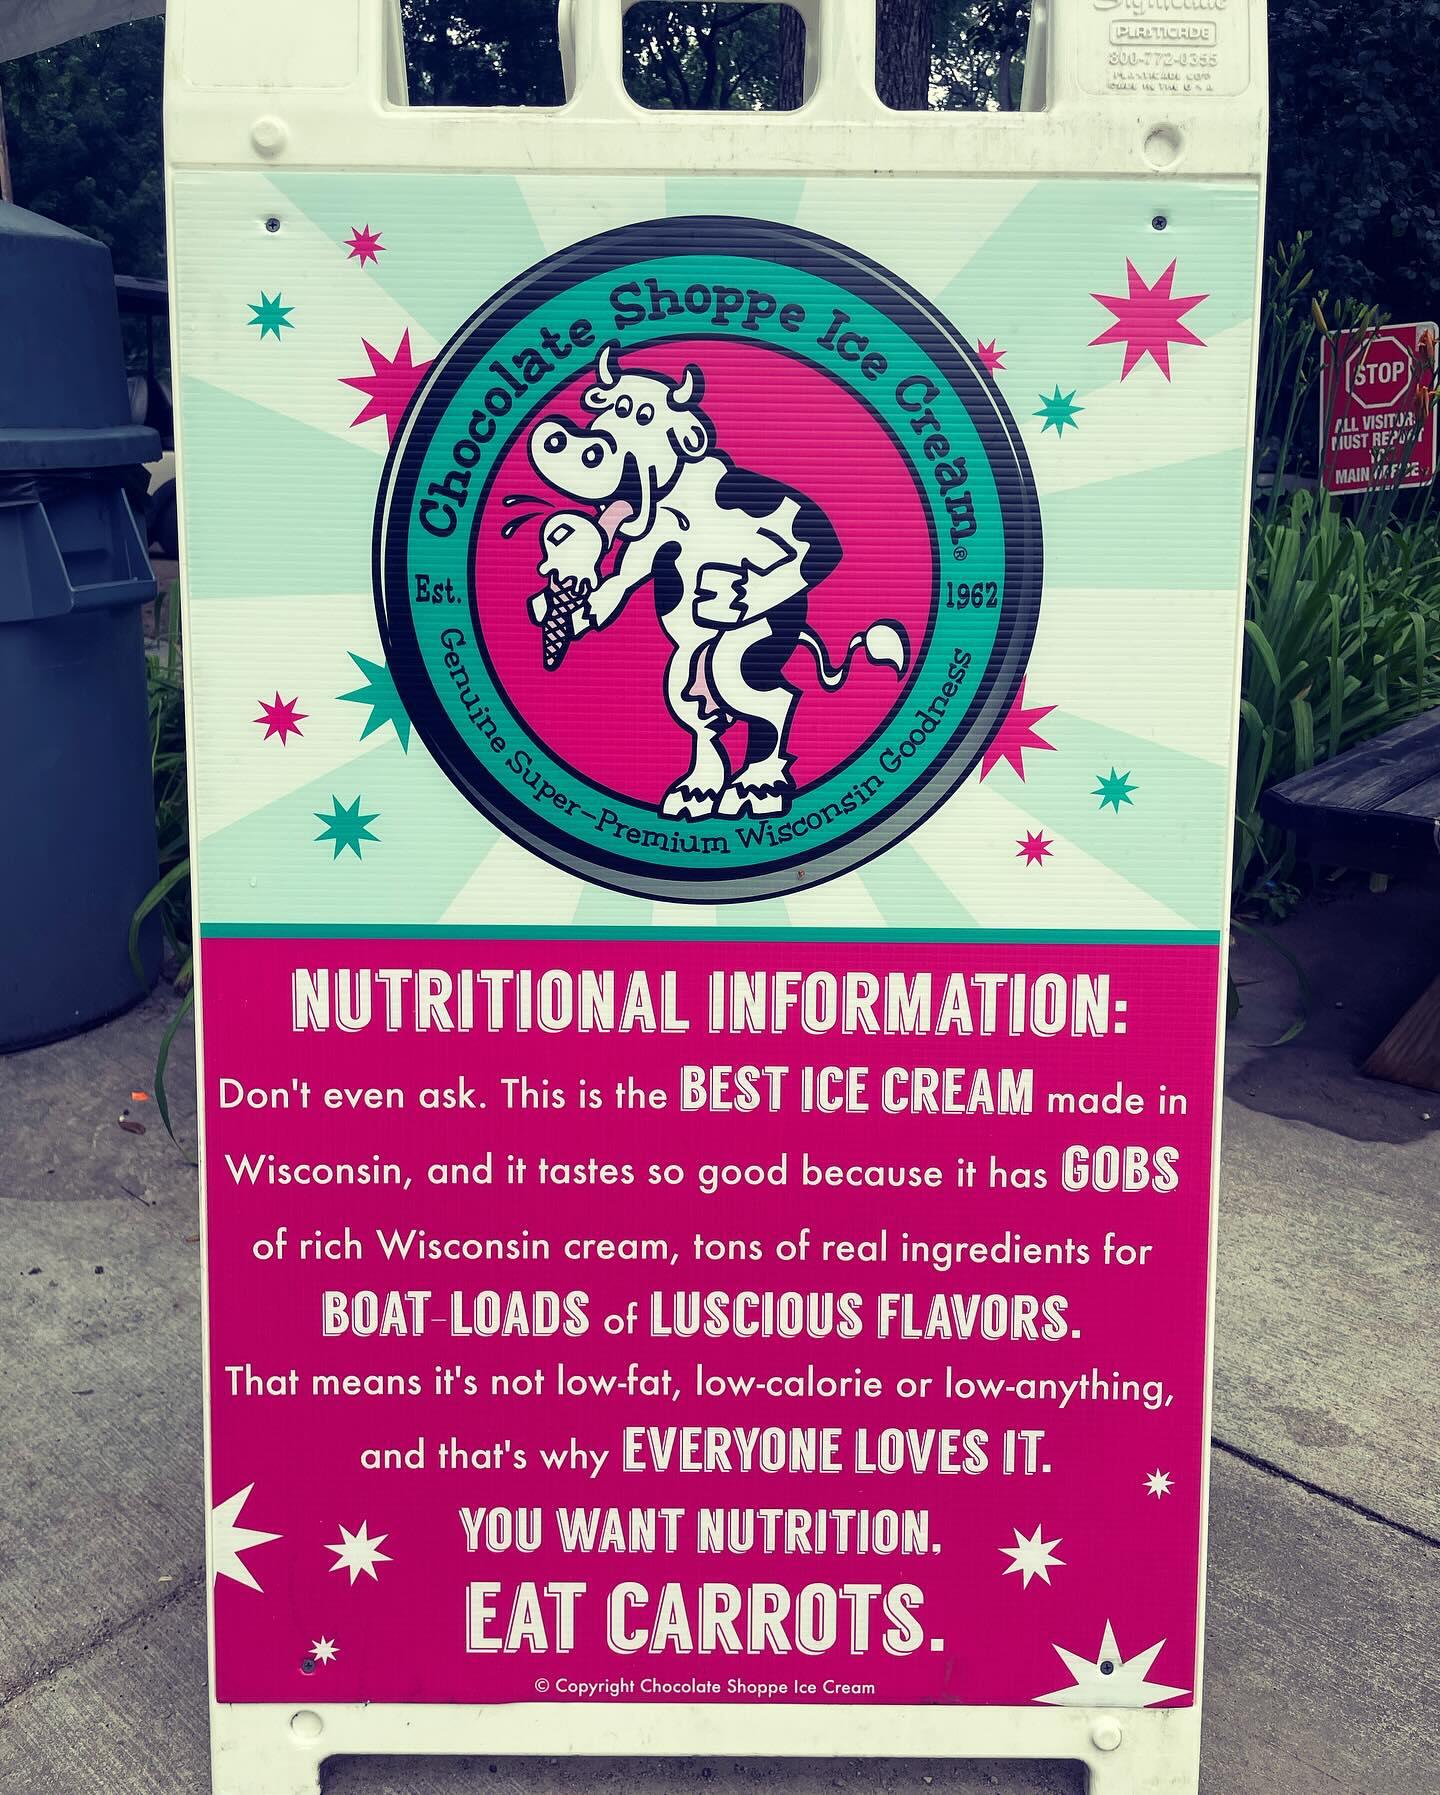 PLASTICADE
800-772-0355
Chocolate Shoppe Ice Cream®
Est. 1962
Genuine Super-Premium Wisconsin Goodness
STOP
ALL VISITORS
MUST REPORT
TO
MAIN OFFICE
NUTRITIONAL INFORMATION:
Don't even ask. This is the BEST ICE CREAM made in
Wisconsin, and it tastes so good because it has GOBS
of rich Wisconsin cream, tons of real ingredients for
BOAT-LOADS of LUSCIOUS FLAVORS.
That means it's not low-fat, low-calorie or low-anything,
and that's why EVERYONE LOVES IT.
YOU WANT NUTRITION.
EAT CARROTS.
© Copyright Chocolate Shoppe Ice Cream